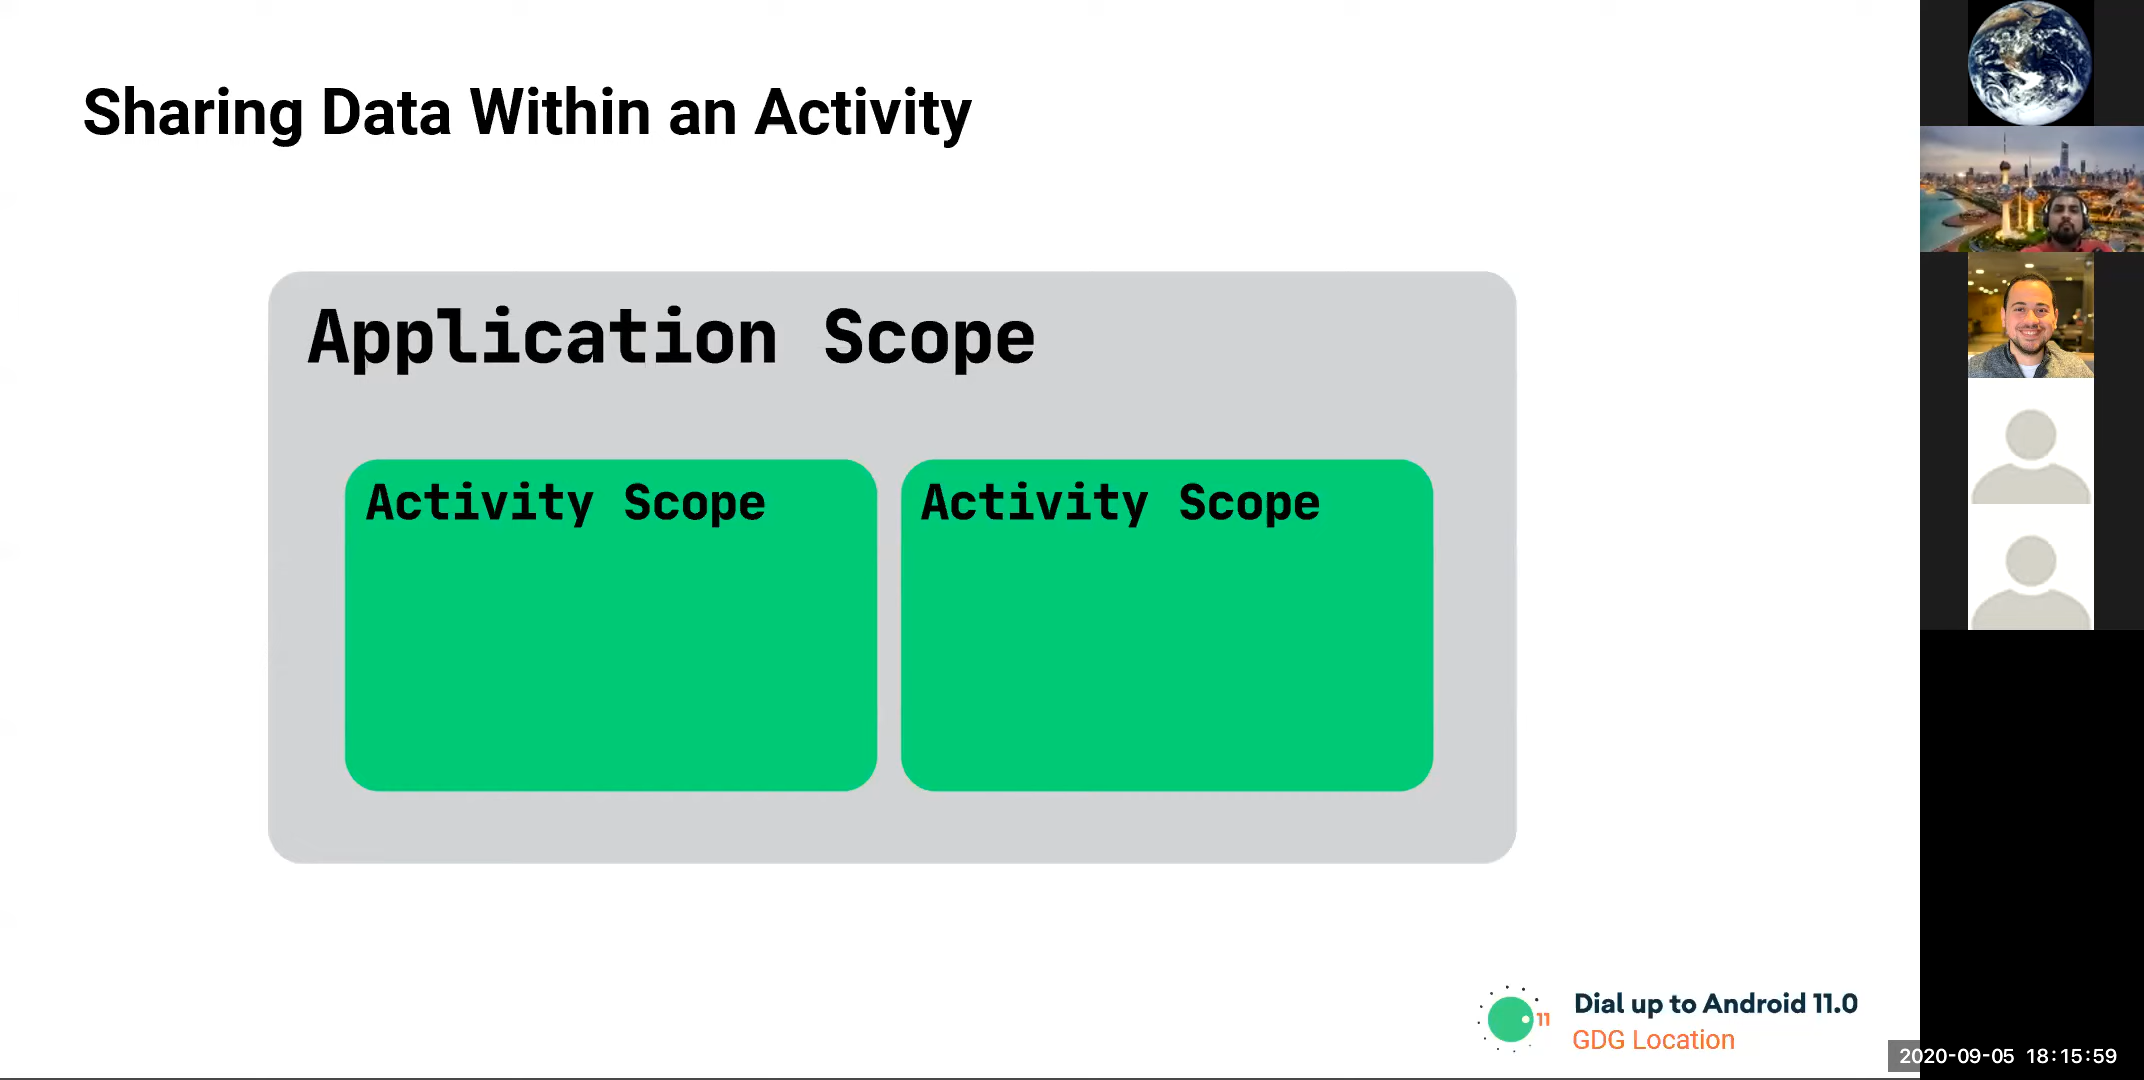 Sharing Data Within an Activity
Application Scope
Activity Scope
Activity Scope
11
Dial up to Android 11.0
GDG Location
2020-09-05 18:15:59